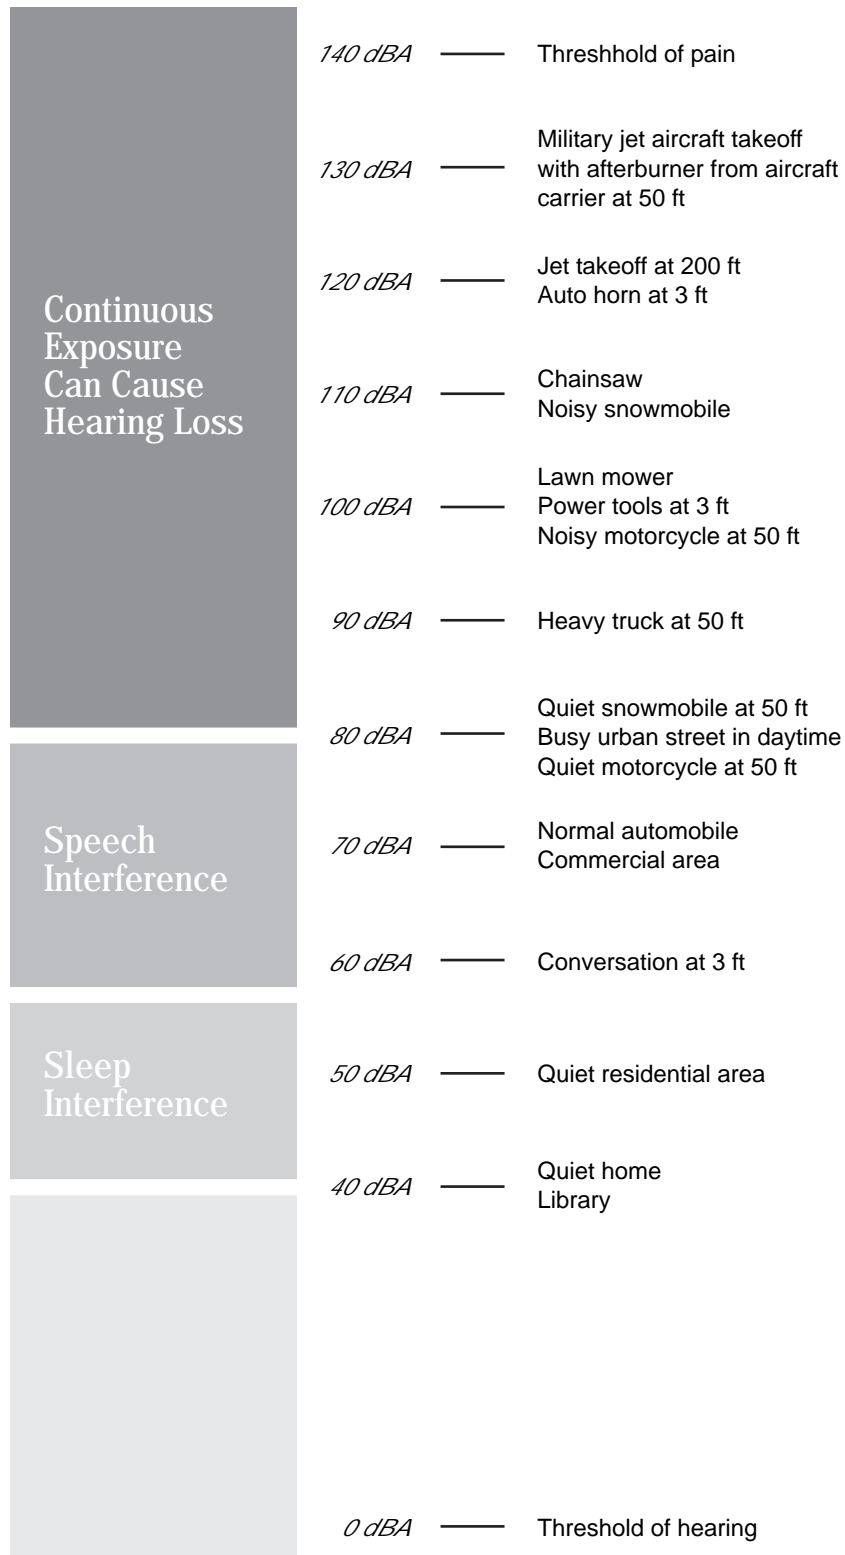 140 dBA
Threshhold of pain
130 dBA
Military jet aircraft takeoff
with afterburner from aircraft
carrier at 50 ft
120 dBA
Jet takeoff at 200 ft
Auto horn at 3 ft
Continuous
Exposure
Can Cause
Hearing Loss
110 dBA
Chainsaw
Noisy snowmobile
100 dBA
Lawn mower
Power tools at 3 ft
Noisy motorcycle at 50 ft
90 dBA
Heavy truck at 50 ft
80 dBA
Quiet snowmobile at 50 ft
Busy urban street in daytime
Quiet motorcycle at 50 ft
Speech
Interference
70 dBA
Normal automobile
Commercial area
60 dBA
Conversation at 3 ft
Sleep
Interference
50 dBA
Quiet residential area
40 dBA
Quiet home
Library
0 dBA
Threshold of hearing